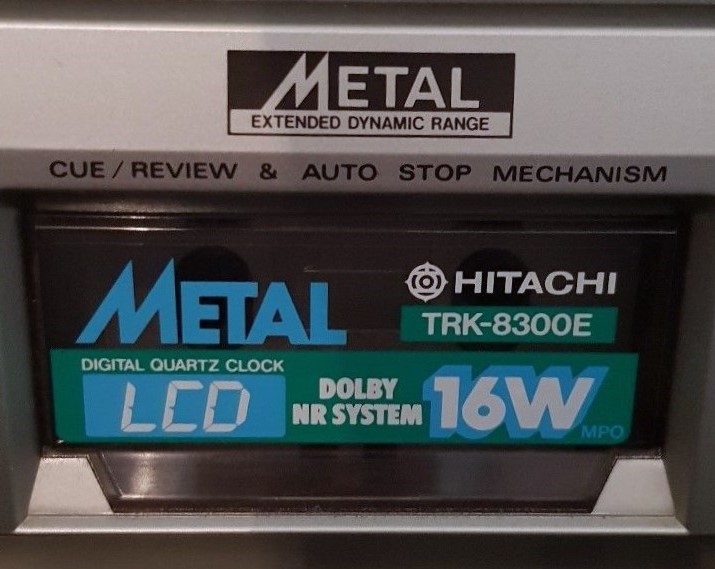 METAL
EXTENDED DYNAMIC RANGE
CUE / REVIEW & AUTO STOP MECHANISM
METAL
HITACHI
TRK-8300E
DIGITAL QUARTZ CLOCK
LCD
DOLBY
NR SYSTEM
16W
MPO